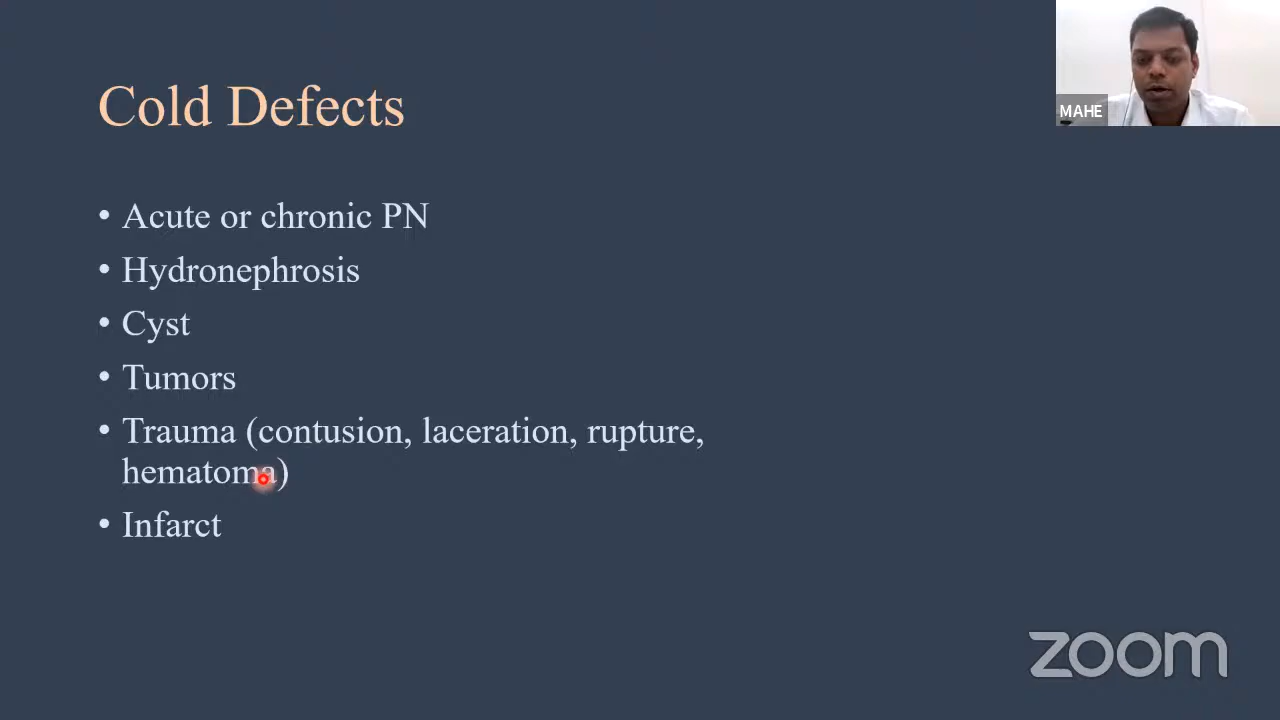 MAHE
Cold Defects
• Acute or chronic PN
• Hydronephrosis
• Cyst
• Tumors
• Trauma (contusion, laceration, rupture,
hematoma)
• Infarct
zoom